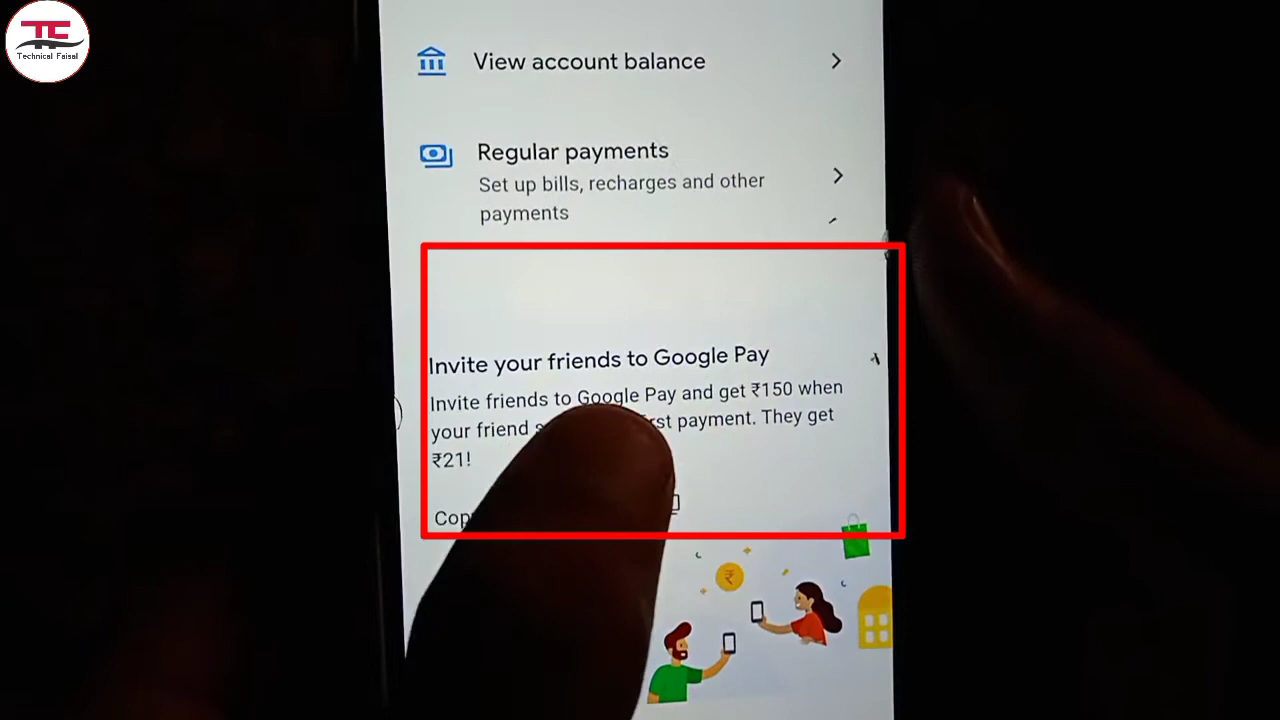 TC
Technical Faisal
View account balance
Regular payments
Set up bills, recharges and other
payments
Invite your friends to Google Pay
Invite friends to Google Pay and get ₹150 when
your friend payment. They get
₹21!
₹